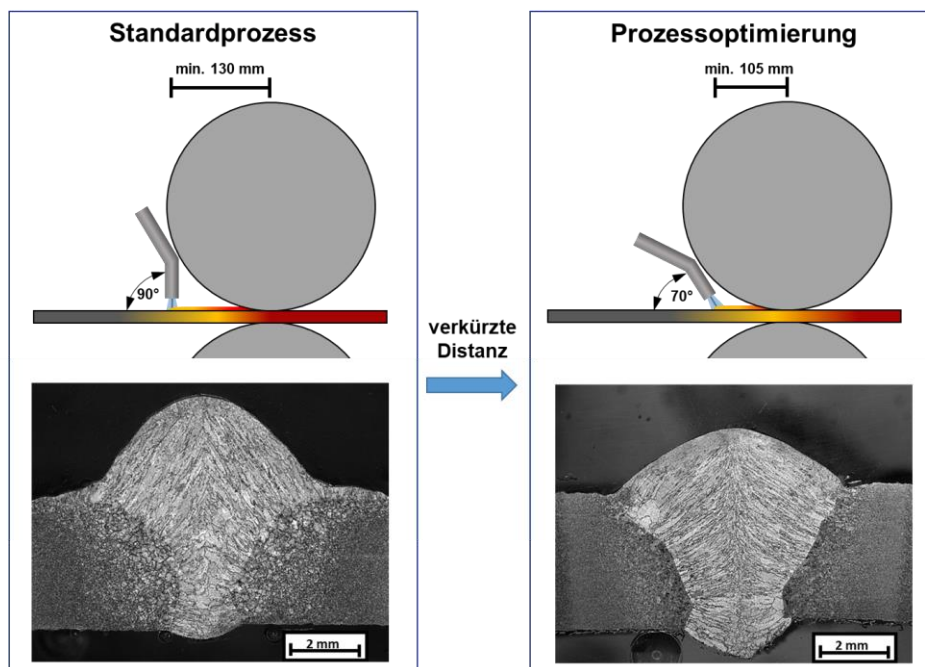 Standardprozess
min. 130 mm
90°
2 mm
verkürzte
Distanz
Prozessoptimierung
min. 105 mm
70°
2 mm